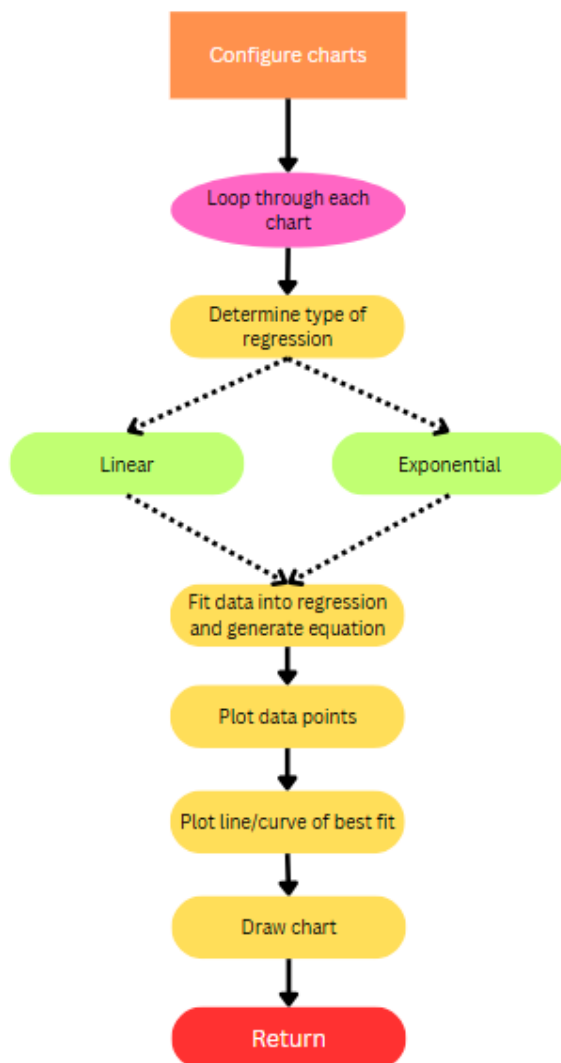 Configure charts
Loop through each
chart
Determine type of
regression
Linear
Exponential
Fit data into regression
and generate equation
Plot data points
Plot line/curve of best fit
Draw chart
Return